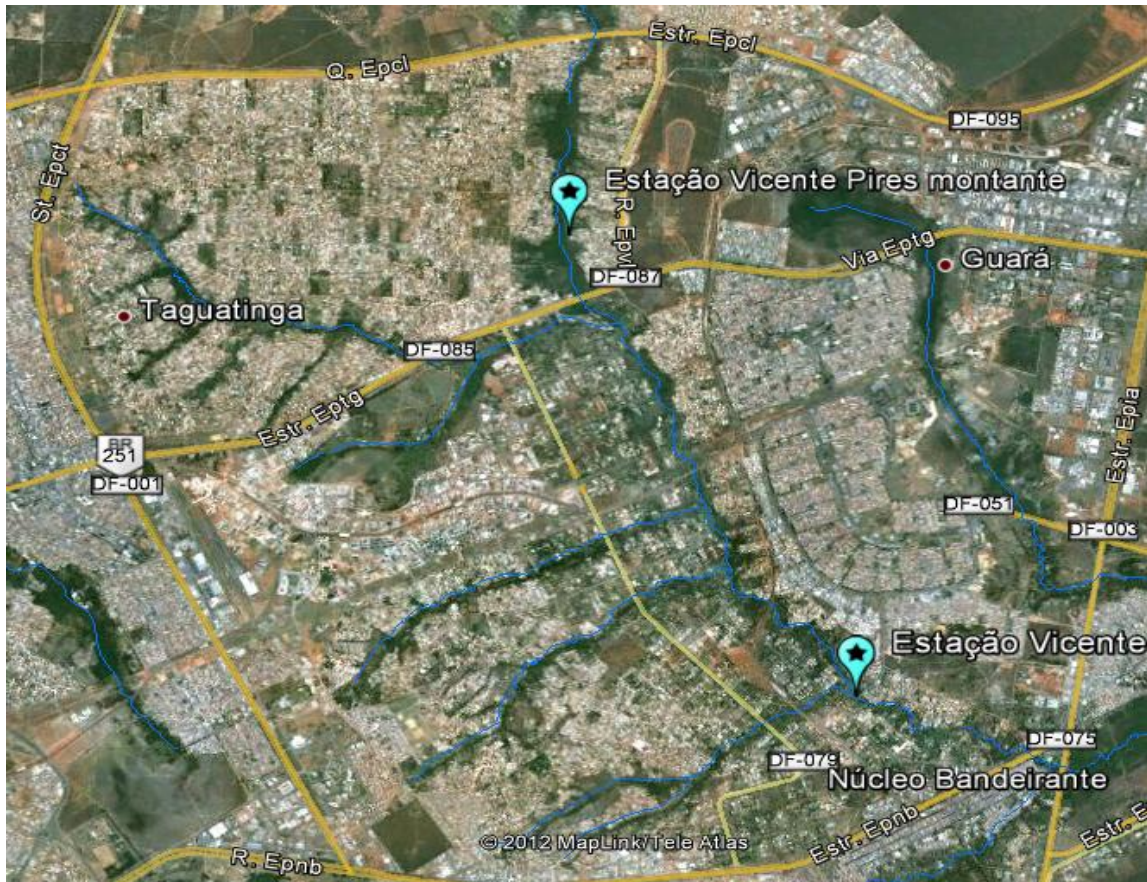 Estr. Epcl
Q. Epcl
DF-095
St. Epct
Estação Vicente Pires montante
R. Epvl
Via Eptg
Guará
DF-087
Taguatinga
DF-085
Estr. Eptg
Estr. Epia
BR
251
DF-001
DF-051
DF-003
Estação Vicente
DF-075
DF-079
Núcleo Bandeirante
© 2012 MapLink/Tele Atlas
Estr. Epnb
Estr. E
R. Epnb